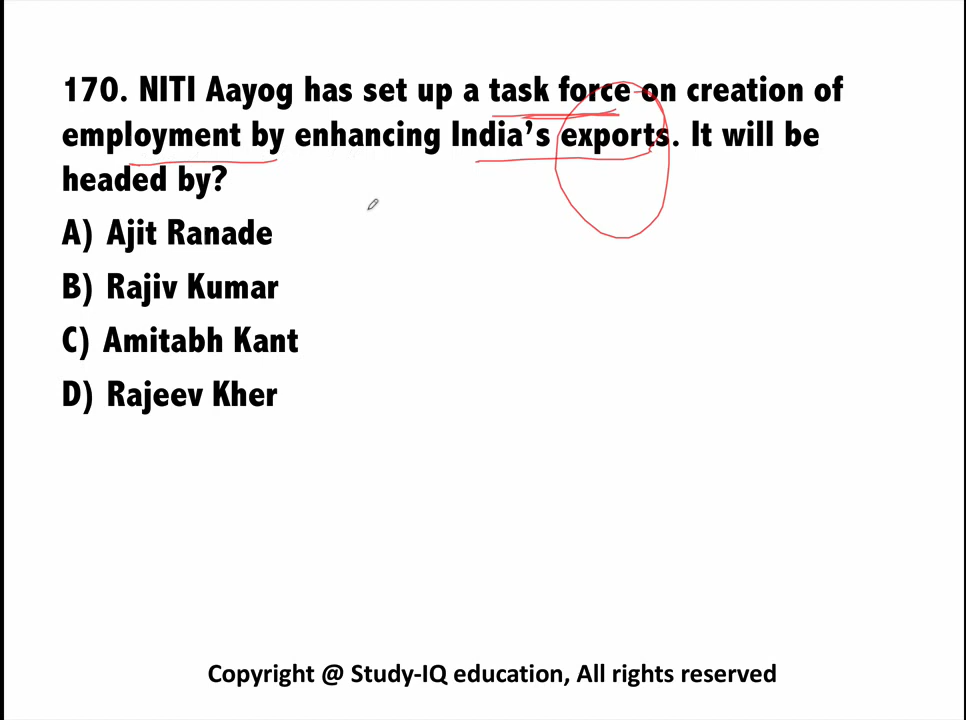 170. NITI Aayog has set up a task force on creation of
employment by enhancing India’s exports. It will be
headed by?
A) Ajit Ranade
B) Rajiv Kumar
C) Amitabh Kant
D) Rajeev Kher
Copyright @ Study-IQ education, All rights reserved